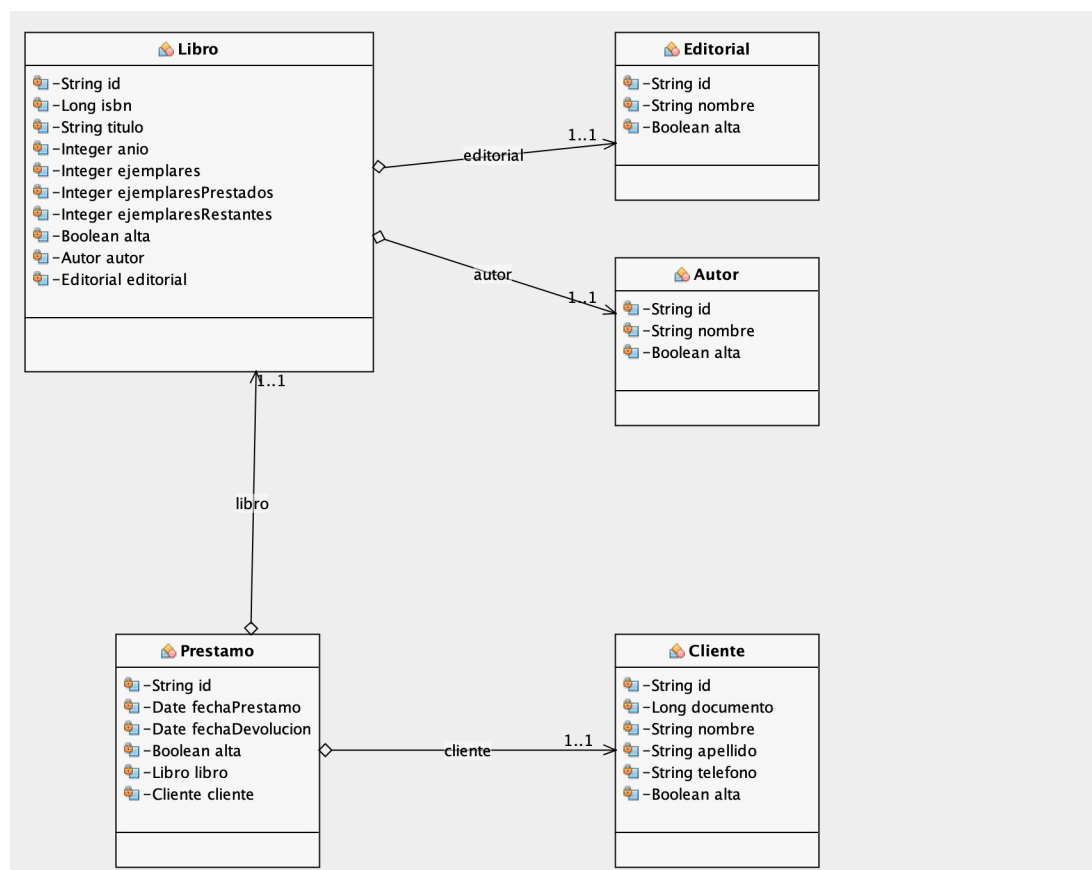 Libro
-String id
-Long isbn
-String titulo
-Integer anio
-Integer ejemplares
-Integer ejemplaresPrestados
-Integer ejemplaresRestantes
-Boolean alta
-Autor autor
-Editorial editorial
editorial
1..1
Editorial
-String id
-String nombre
-Boolean alta
autor
1..1
Autor
-String id
-String nombre
-Boolean alta
1..1
libro
Prestamo
-String id
-Date fechaPrestamo
-Date fechaDevolucion
-Boolean alta
-Libro libro
-Cliente cliente
cliente
1..1
Cliente
-String id
-Long documento
-String nombre
-String apellido
-String telefono
-Boolean alta